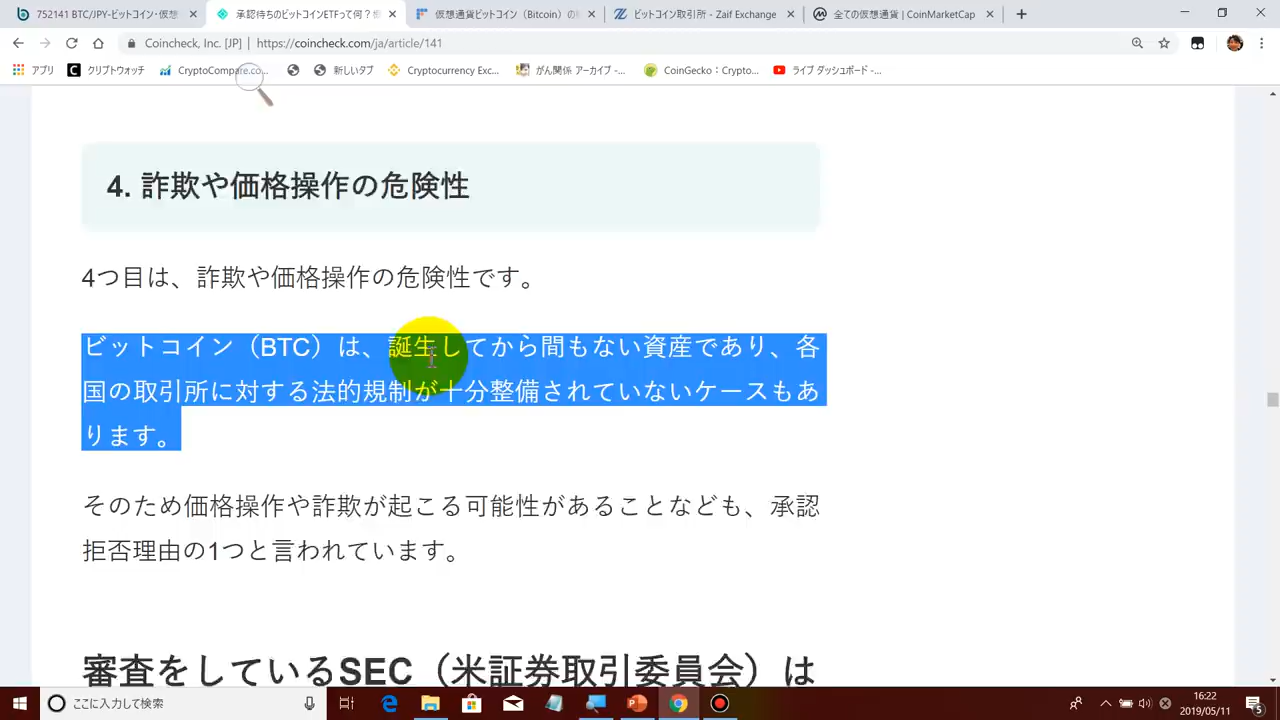 752141 BTC/JPY-ビットコイン・仮想
承認待ちのビットコインETFって何？
仮想通貨ビットコイン（Bitcoin）の
ビットコイン取引所 - Zaif Exchange
全ての仮想通貨 | CoinMarketCap
Coincheck, Inc. [JP] | https://coincheck.com/ja/article/141
アプリ
クリプトウォッチ
CryptoCompare.co...
新しいタブ
Cryptocurrency Exc...
がん関係 アーカイブ -...
CoinGecko：Crypto...
ライブ ダッシュボード -...
4. 詐欺や価格操作の危険性
4つ目は、詐欺や価格操作の危険性です。
ビットコイン（BTC）は、誕生してから間もない資産であり、各
国の取引所に対する法的規制が十分整備されていないケースもあ
ります。
そのため価格操作や詐欺が起こる可能性があることなども、承認
拒否理由の1つと言われています。
審査をしているSEC（米証券取引委員会）は
ここに入力して検索
16:22
2019/05/11
5